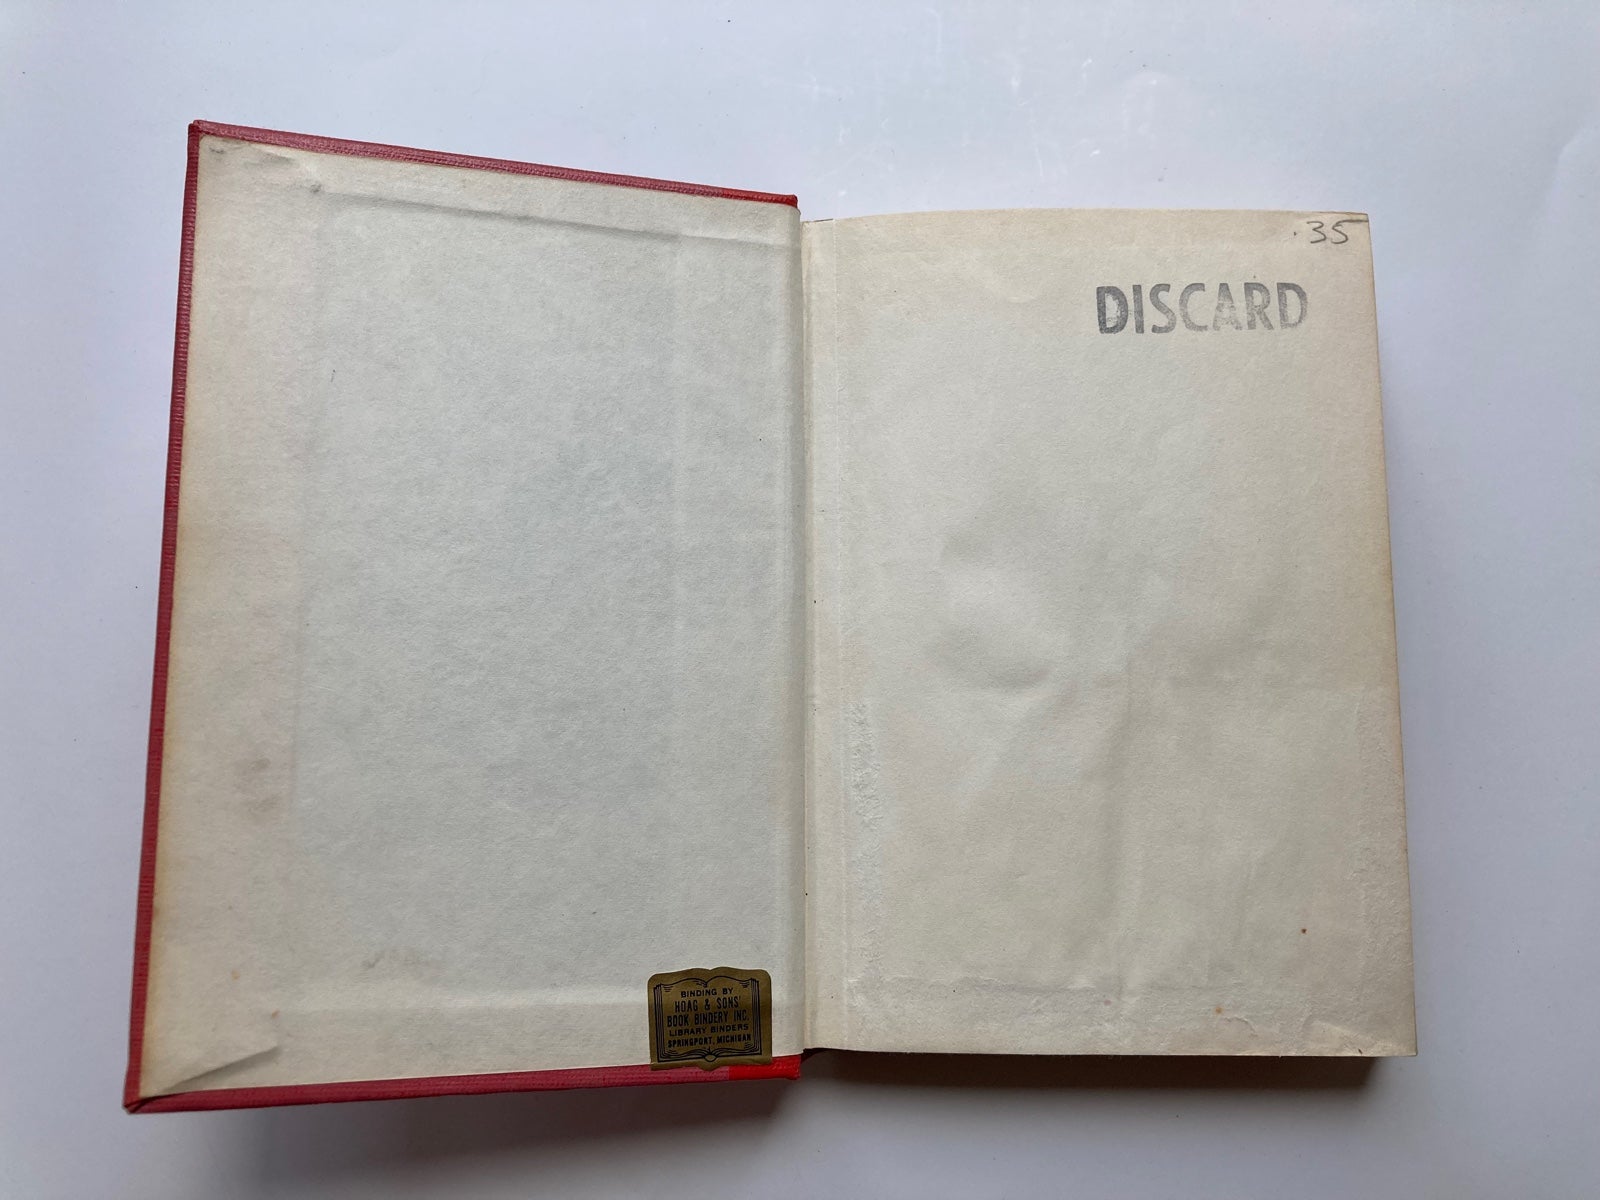 .35
DISCARD
BINDING BY
HOAG & SONS
BOOK BINDERY INC.
LIBRARY BINDERS
SPRINGPORT, MICHIGAN